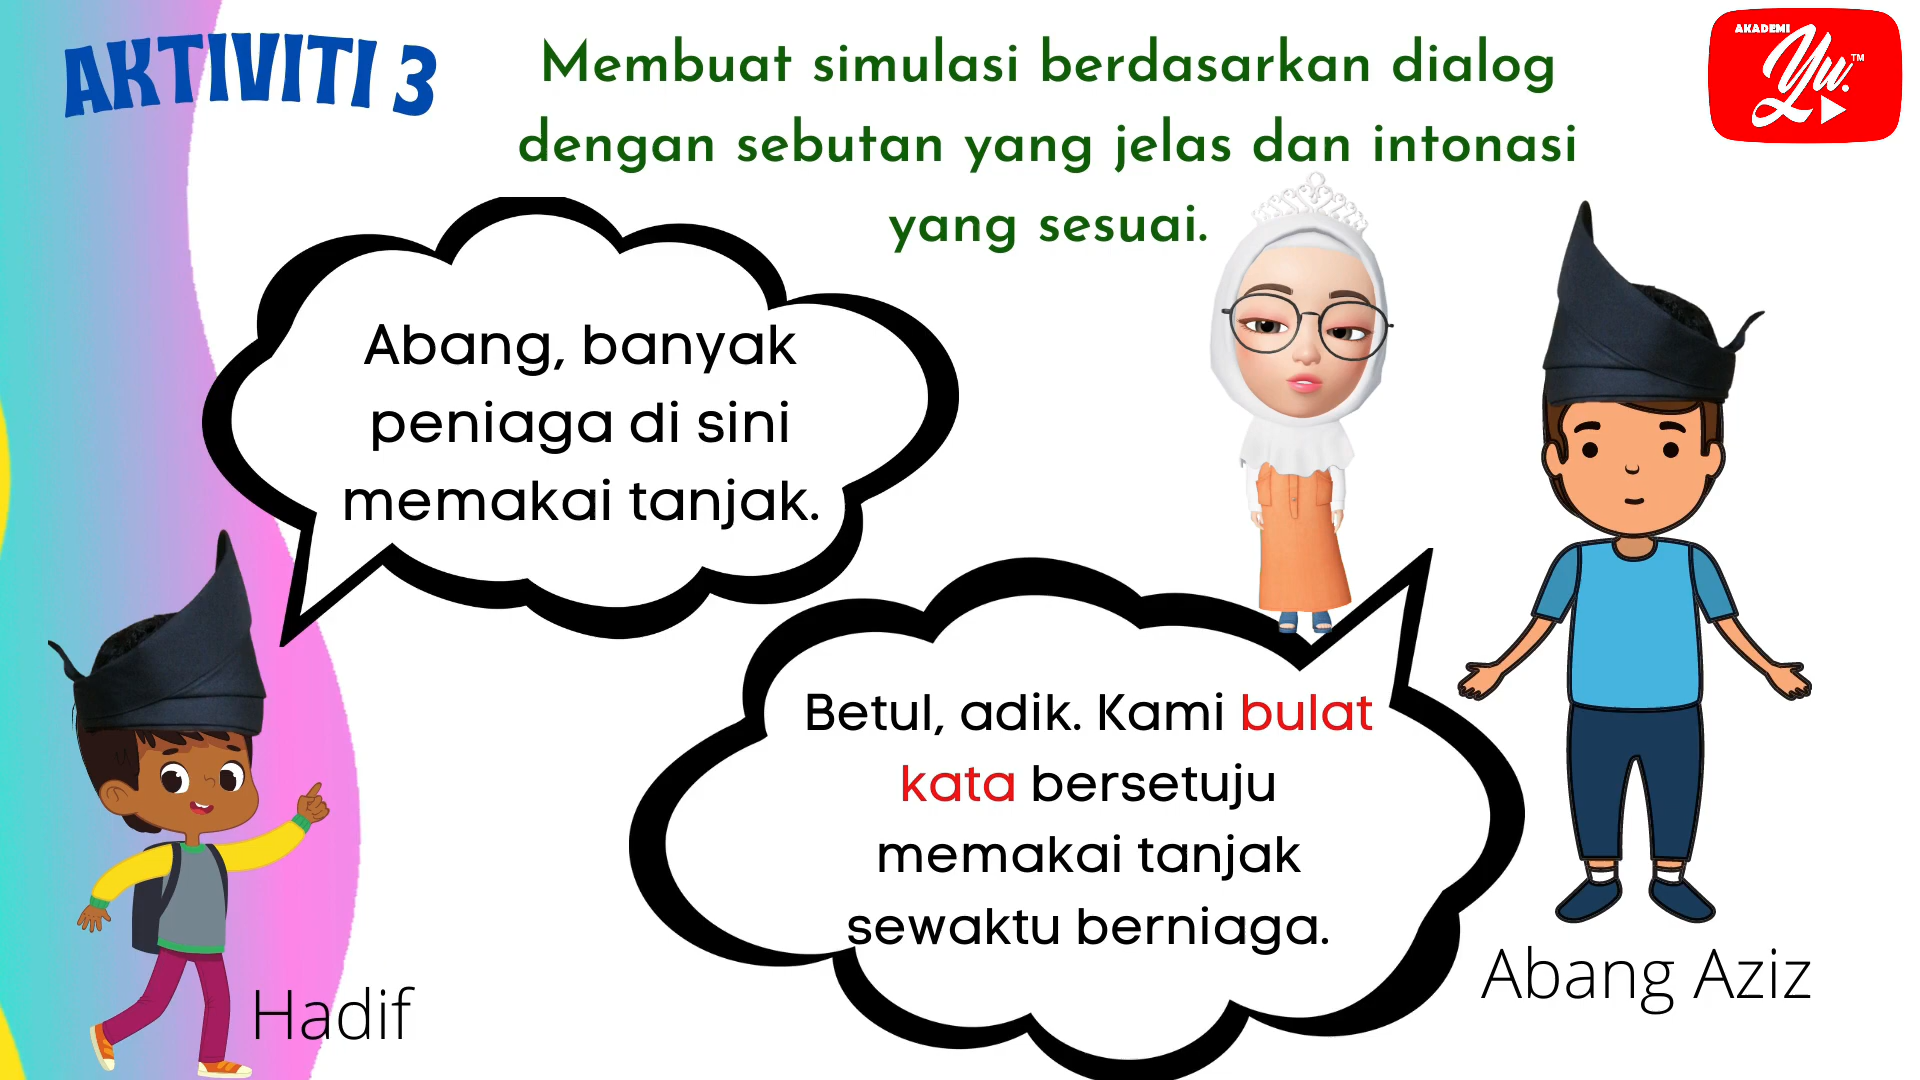 AKTIVITI 3
Membuat simulasi berdasarkan dialog
dengan sebutan yang jelas dan intonasi
yang sesuai.
AKADEMI
Yu.
TM
Abang, banyak
peniaga di sini
memakai tanjak.
Betul, adik. Kami bulat
kata bersetuju
memakai tanjak
sewaktu berniaga.
Hadif
Abang Aziz